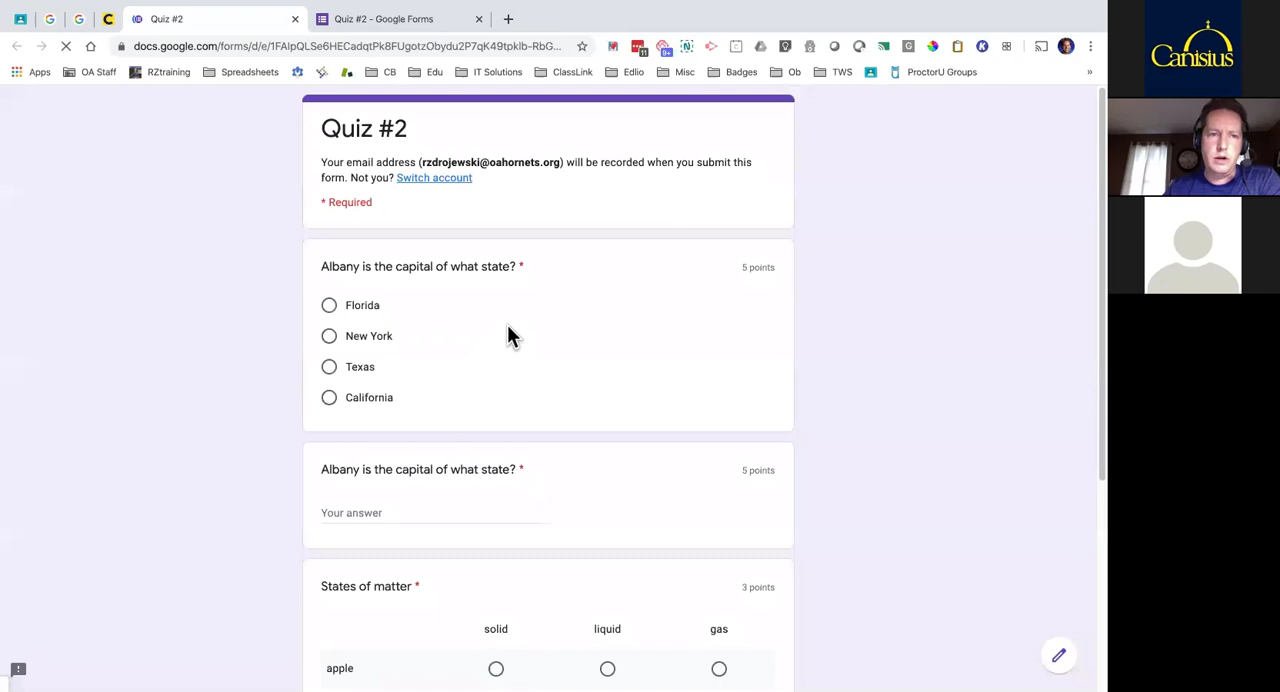 Quiz #2
Quiz #2 - Google Forms
docs.google.com/forms/d/e/1FAIpQLSe6HECadqtPk8FUgotzObydu2P7qK49tpkIb-RbG...
Apps
OA Staff
RZtraining
Spreadsheets
CB
Edu
IT Solutions
ClassLink
Edlio
Misc
Badges
Ob
TWS
ProctorU Groups
»
Canisius
Quiz #2
Your email address (rzdrojewski@oahornets.org) will be recorded when you submit this
form. Not you? Switch account
* Required
Albany is the capital of what state? *
5 points
Florida
New York
Texas
California
Albany is the capital of what state? *
5 points
Your answer
States of matter *
3 points
solid liquid gas
apple